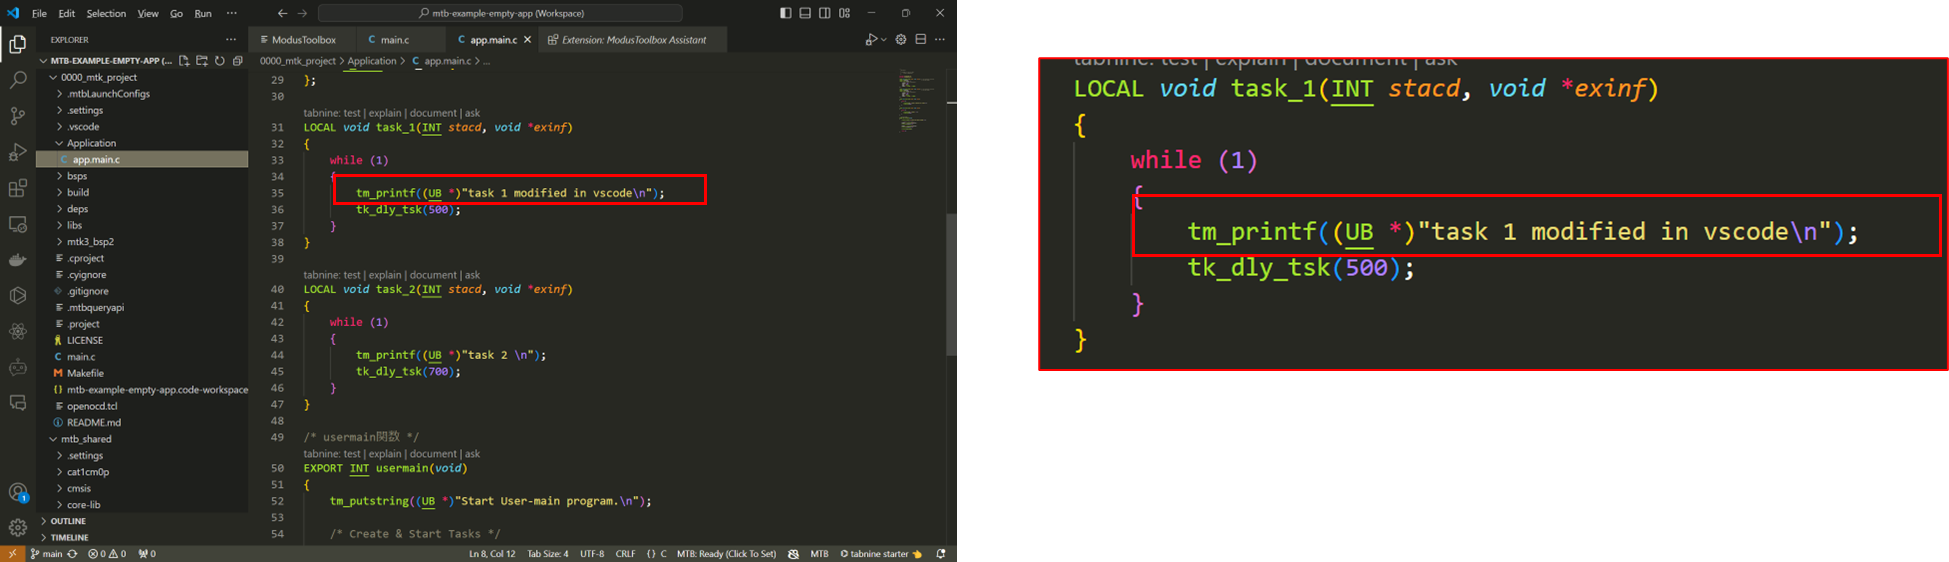 File Edit Selection View Go Run ···
mtb-example-empty-app (Workspace)
EXPLORER ···
MTB-EXAMPLE-EMPTY-APP (...
0000_mtk_project
.mtbLaunchConfigs
.settings
.vscode
Application
C app.main.c
bsps
build
deps
libs
mtk3_bsp2
.cproject
.cyignore
.gitignore
.mtbqueryapi
.project
LICENSE
C main.c
M Makefile
{} mtb-example-empty-app.code-workspace
openocd.tcl
README.md
mtb_shared
.settings
cat1cm0p
cmsis
core-lib
OUTLINE
TIMELINE
ModusToolbox C main.c C app.main.c Extension: ModusToolbox Assistant
0000_mtk_project > Application > C app.main.c > ...
29 };
30
tabnine: test | explain | document | ask
31 LOCAL void task_1(INT stacd, void *exinf)
32 {
33 while (1)
34 {
35 tm_printf((UB *)"task 1 modified in vscode\n");
36 tk_dly_tsk(500);
37 }
38 }
39
tabnine: test | explain | document | ask
40 LOCAL void task_2(INT stacd, void *exinf)
41 {
42 while (1)
43 {
44 tm_printf((UB *)"task 2 \n");
45 tk_dly_tsk(700);
46 }
47 }
48
49 /* usermain関数 */
tabnine: test | explain | document | ask
50 EXPORT INT usermain(void)
51 {
52 tm_putstring((UB *)"Start User-main program.\n");
53
54 /* Create & Start Tasks */
1
main 0 0 0 Ln 8, Col 12 Tab Size: 4 UTF-8 CRLF {} C MTB: Ready (Click To Set) MTB tabnine starter
tabnine: test | explain | document | ask
LOCAL void task_1(INT stacd, void *exinf)
{
while (1)
{
tm_printf((UB *)"task 1 modified in vscode\n");
tk_dly_tsk(500);
}
}